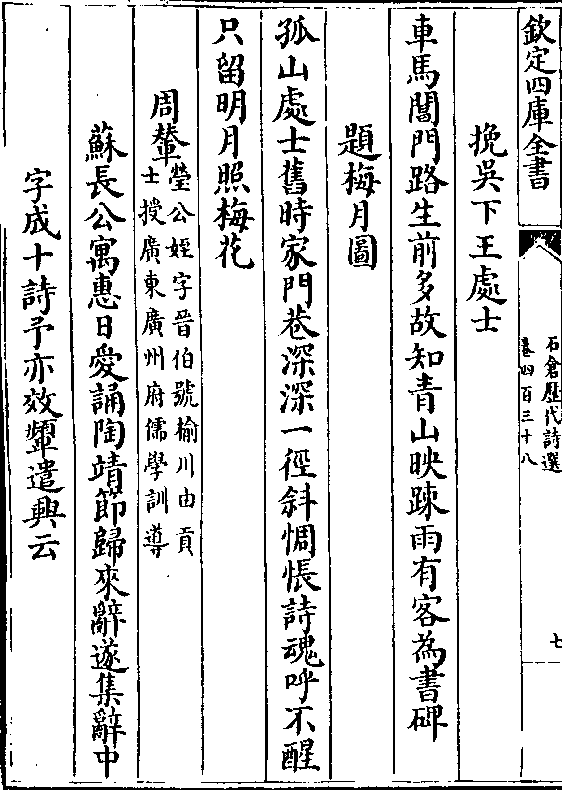 欽定四庫全書
石倉歷代詩選
卷四百三十八
七
挽吳下王處士
車馬閶門路生前多故知青山映踈雨有客為書碑
題梅月圖
孤山處士舊時家門巷深深一徑斜惆悵詩魂呼不醒
只留明月照梅花
周輦
瑩公姪字晉伯號榆川由貢
士授廣東廣州府儒學訓導
蘇長公寓惠日愛誦陶靖節歸來辭遂集辭中
字成十詩予亦效顰遣興云